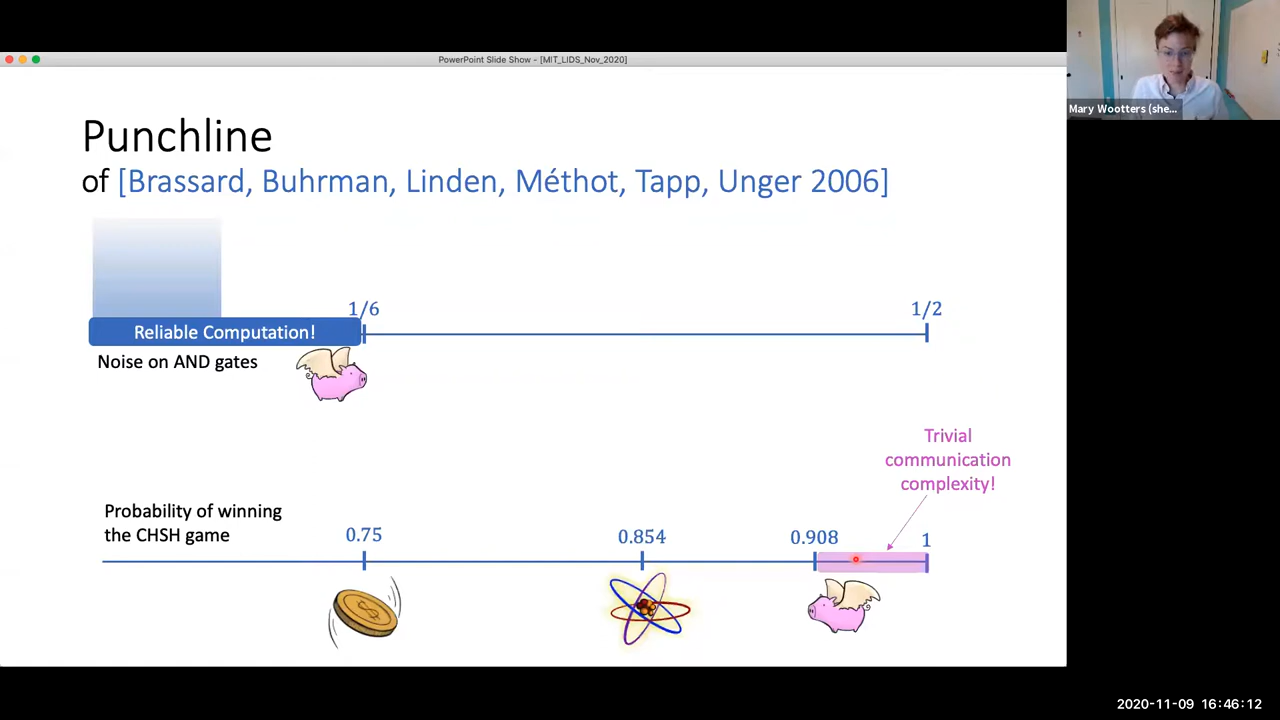 PowerPoint Slide Show - [MIT_LIDS_Nov_2020]
Mary Wootters (she...
Punchline
of [Brassard, Buhrman, Linden, Méthot, Tapp, Unger 2006]
1/6
1/2
Reliable Computation!
Noise on AND gates
Trivial
communication
complexity!
Probability of winning
the CHSH game
0.75
0.854
0.908
1
$
2020-11-09 16:46:12